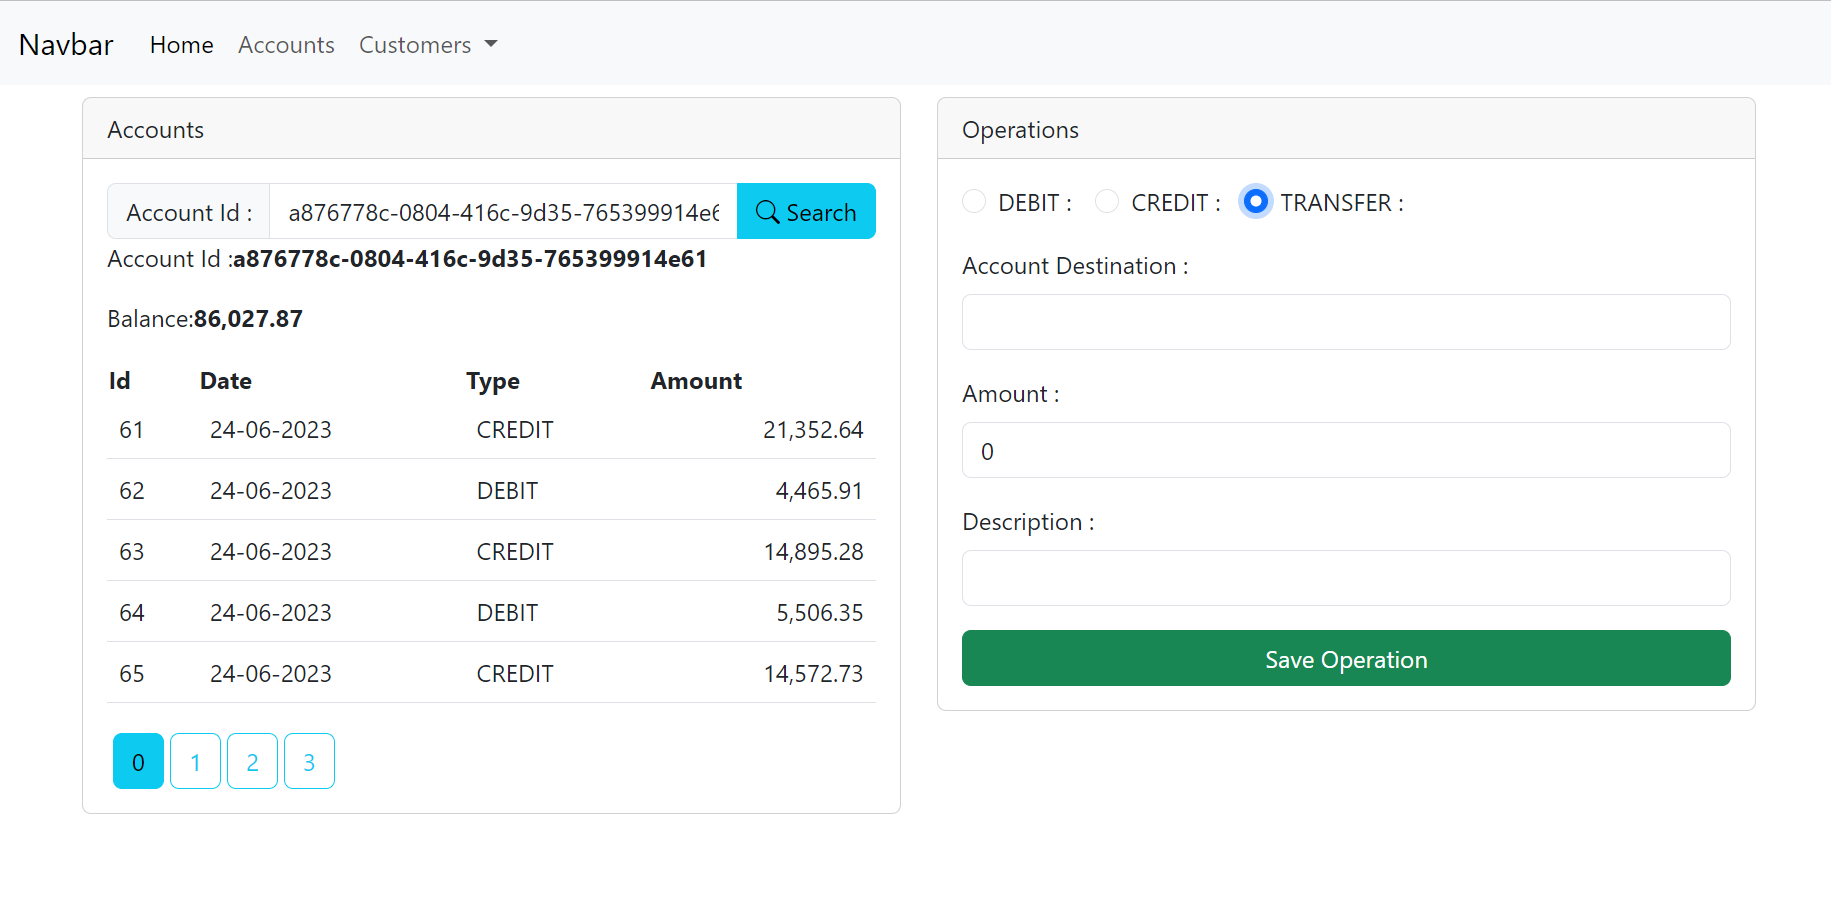 Navbar Home Accounts Customers
Accounts
Account Id : a876778c-0804-416c-9d35-765399914e6 Search
Account Id :a876778c-0804-416c-9d35-765399914e61
Balance:86,027.87
Id Date Type Amount
61 24-06-2023 CREDIT 21,352.64
62 24-06-2023 DEBIT 4,465.91
63 24-06-2023 CREDIT 14,895.28
64 24-06-2023 DEBIT 5,506.35
65 24-06-2023 CREDIT 14,572.73
0 1 2 3
Operations
DEBIT : CREDIT : TRANSFER :
Account Destination :
Amount :
0
Description :
Save Operation